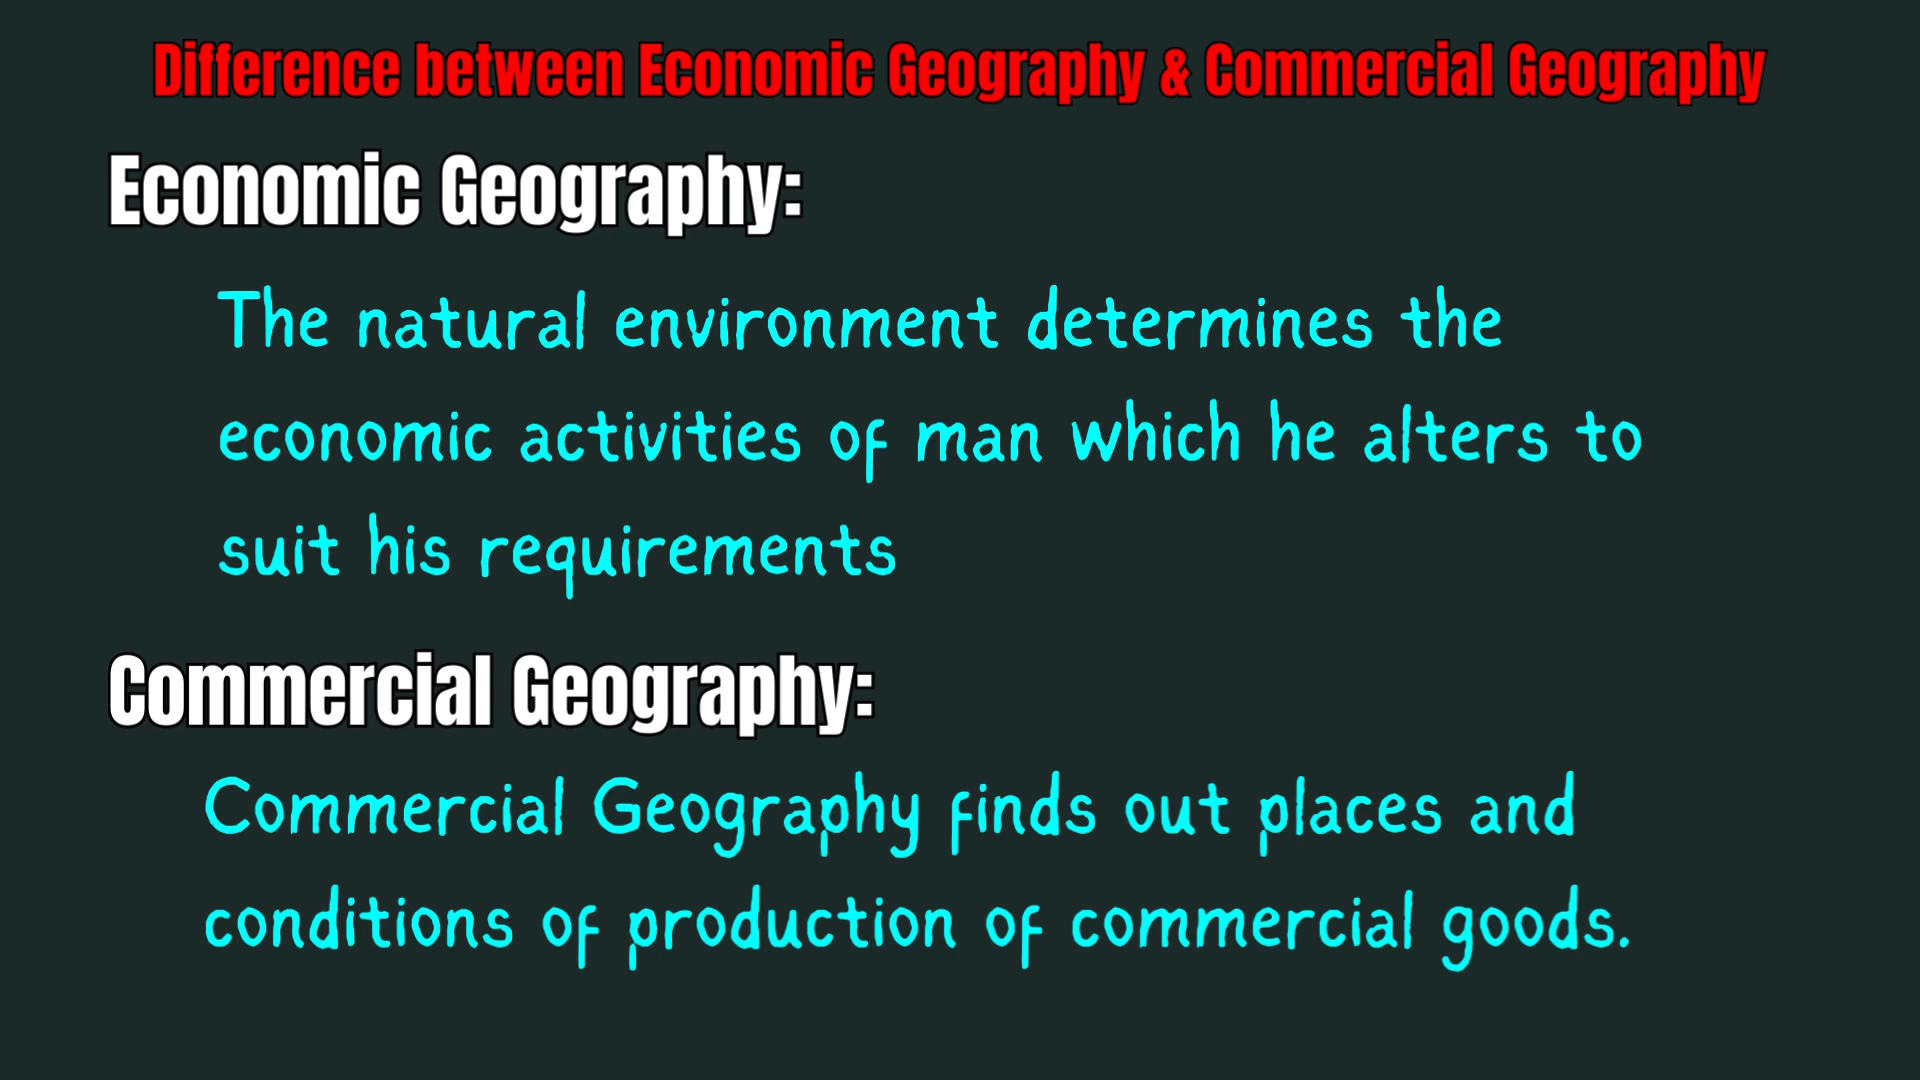 Difference between Economic Geography & Commercial Geography
Economic Geography:
The natural environment determines the
economic activities of man which he alters to
suit his requirements
Commercial Geography:
Commercial Geography finds out places and
conditions of production of commercial goods.